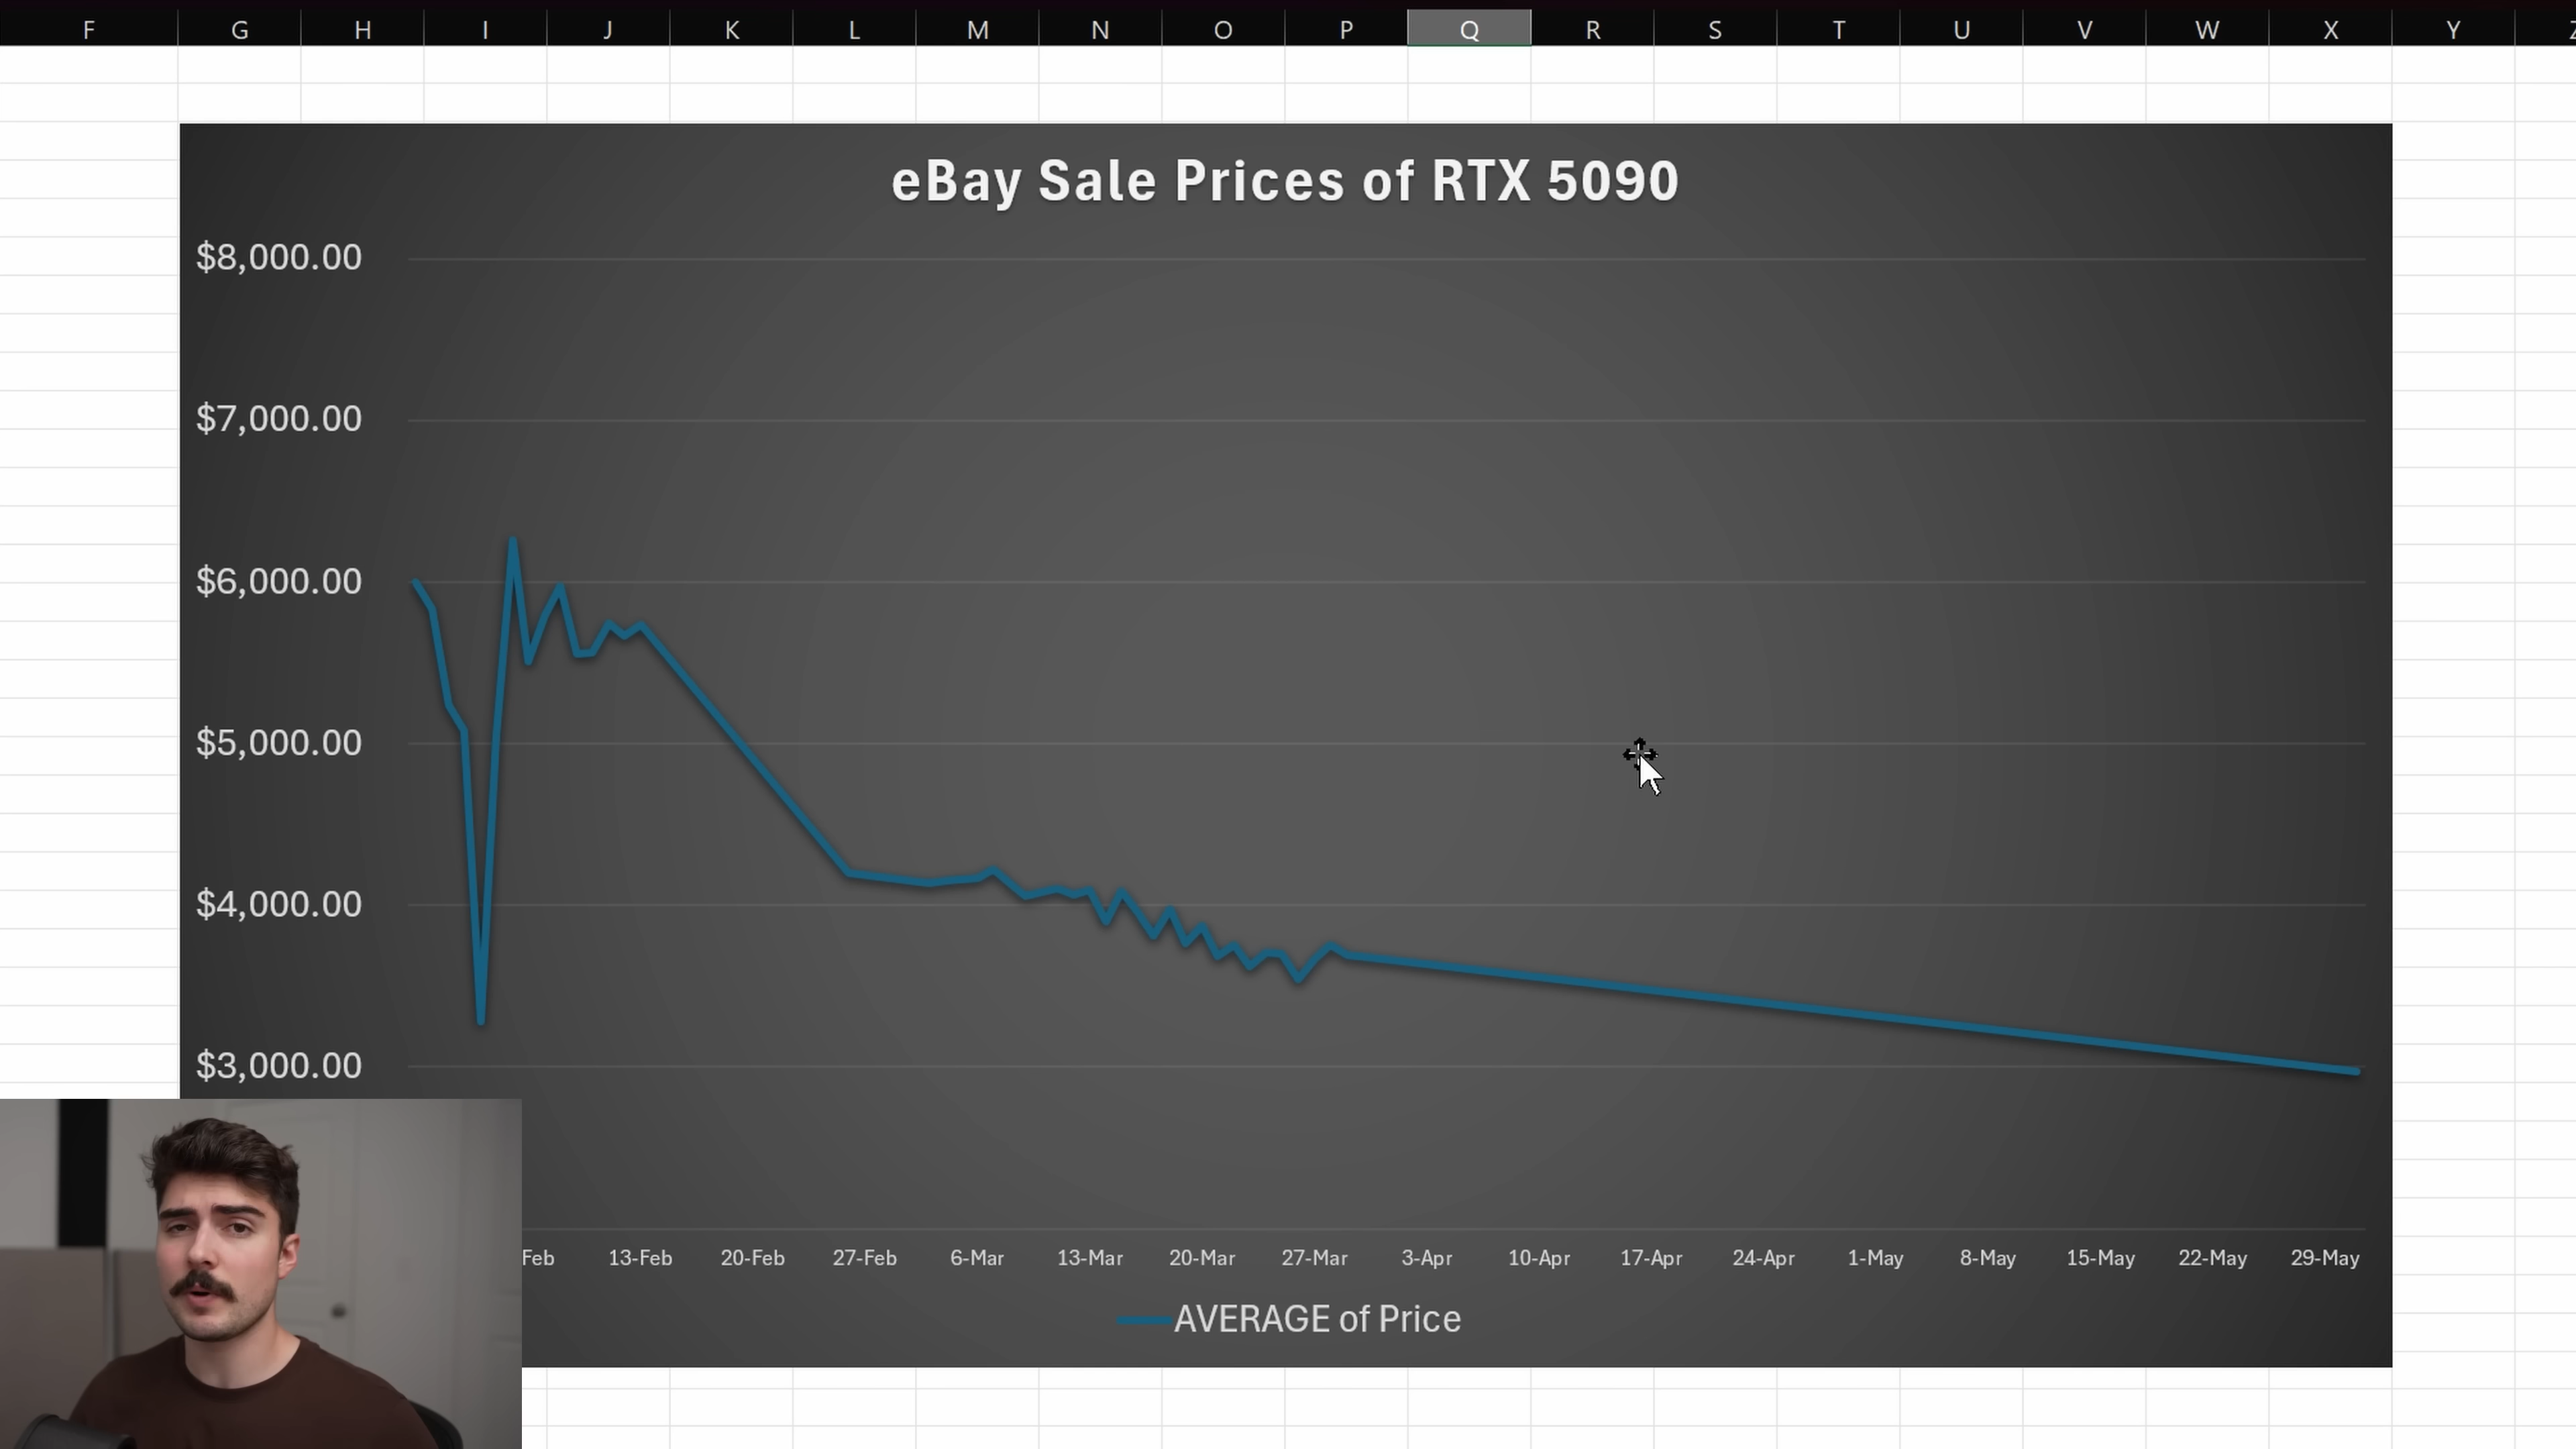 F G H I J K L M N O P Q R S T U V W X Y
eBay Sale Prices of RTX 5090
$8,000.00
$7,000.00
$6,000.00
$5,000.00
$4,000.00
$3,000.00
Feb 13-Feb 20-Feb 27-Feb 6-Mar 13-Mar 20-Mar 27-Mar 3-Apr 10-Apr 17-Apr 24-Apr 1-May 8-May 15-May 22-May 29-May
AVERAGE of Price